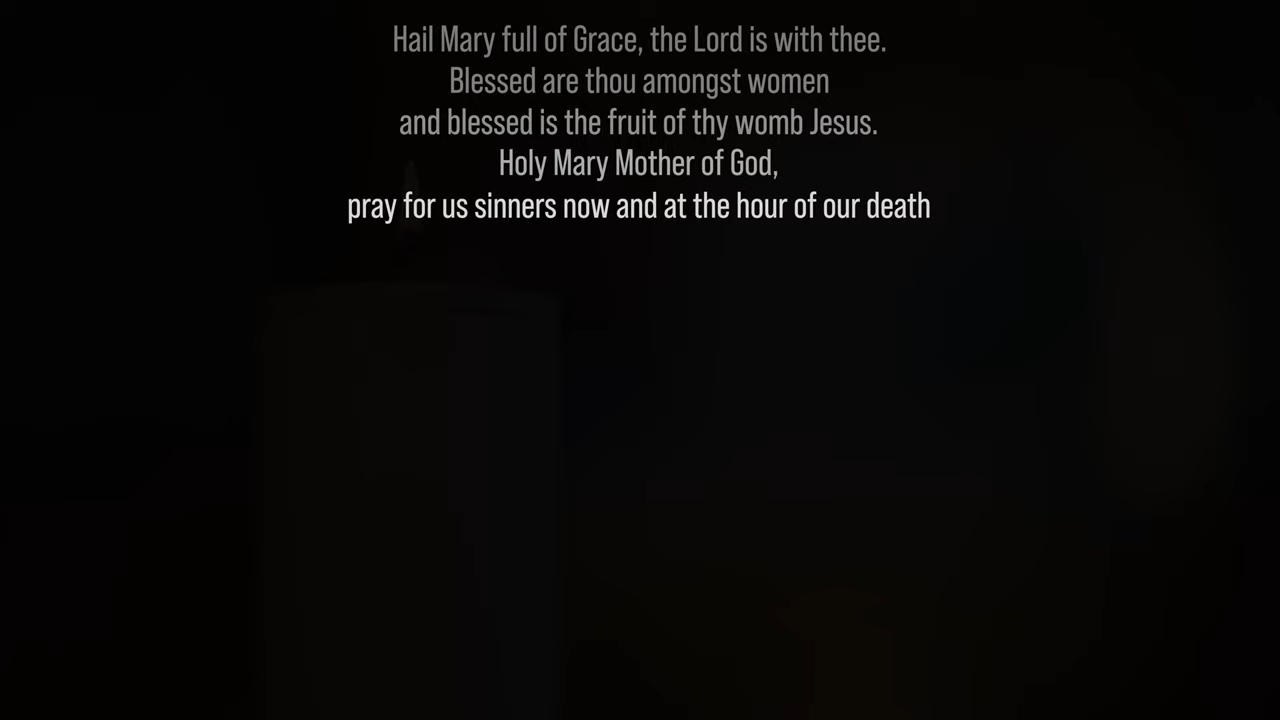 Hail Mary full of Grace, the Lord is with thee.
Blessed are thou amongst women
and blessed is the fruit of thy womb Jesus.
Holy Mary Mother of God,
pray for us sinners now and at the hour of our death